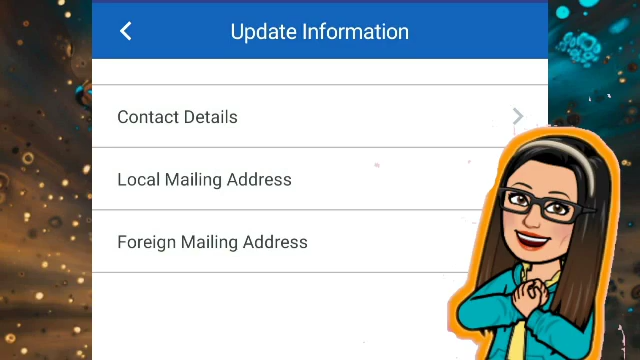 Update Information
Contact Details
Local Mailing Address
Foreign Mailing Address